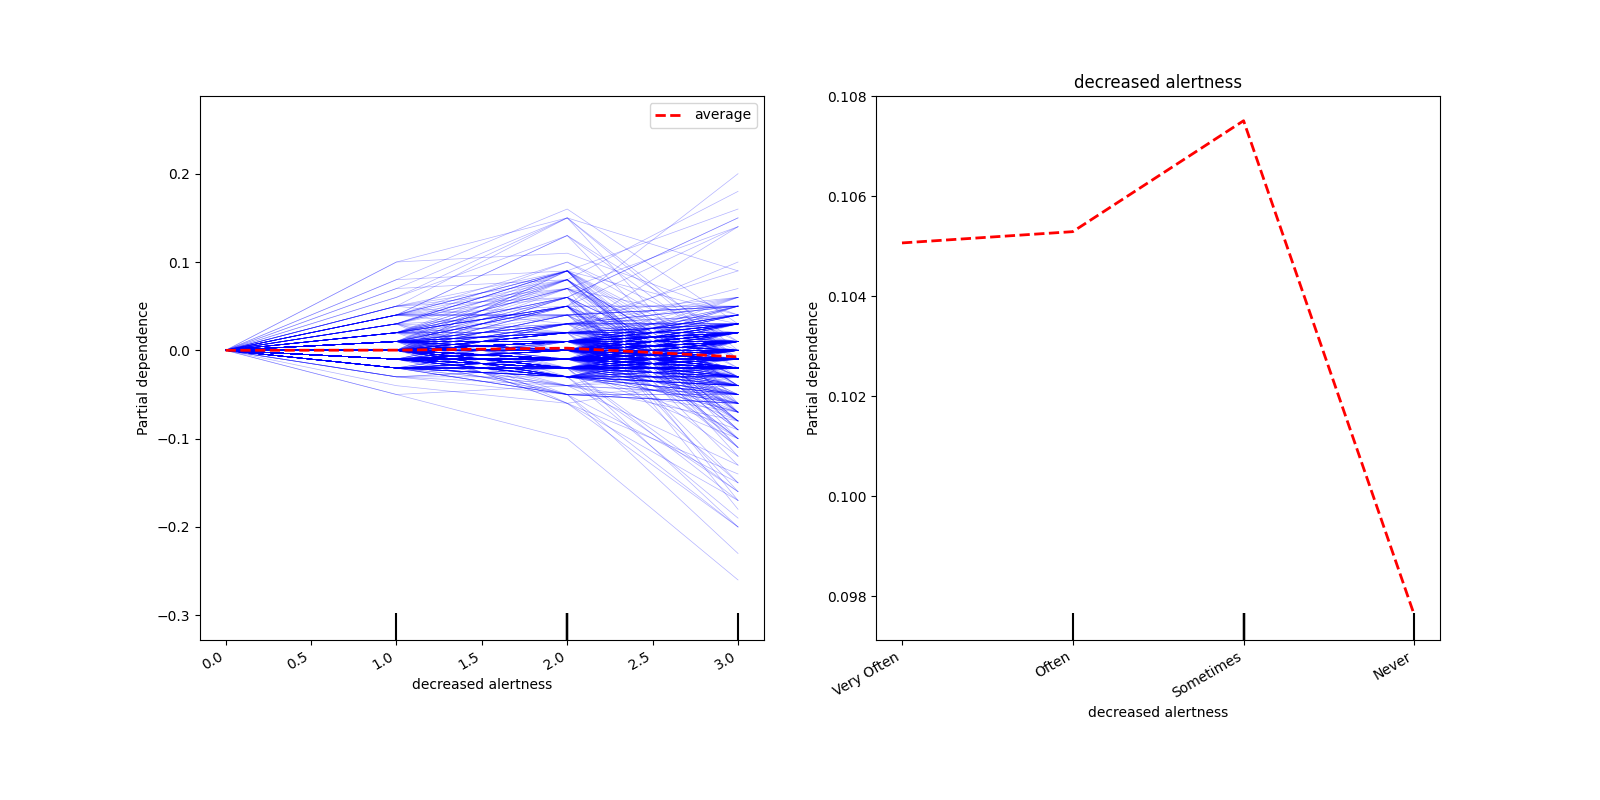 average
Partial dependence
0.2
0.1
0.0
−0.1
−0.2
−0.3
0.0
0.5
1.0
1.5
2.0
2.5
3.0
decreased alertness
decreased alertness
Partial dependence
0.108
0.106
0.104
0.102
0.100
0.098
Very Often
Often
Sometimes
Never
decreased alertness